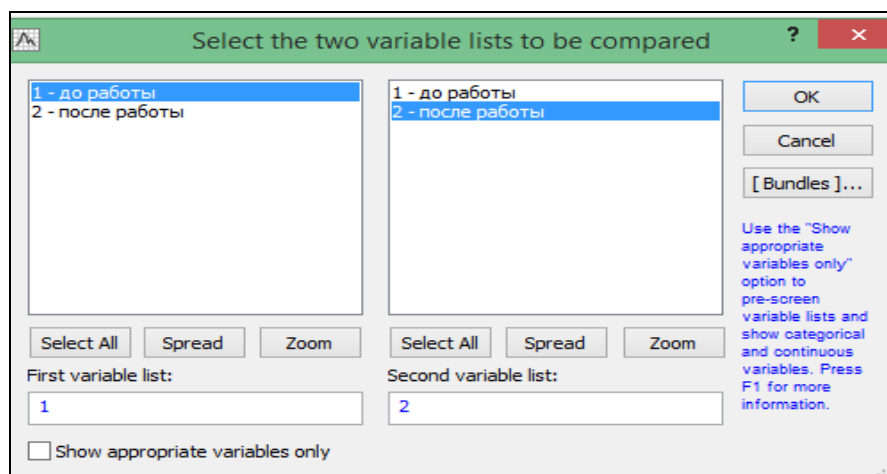 Select the two variable lists to be compared
?
×
1 - до работы
2 - после работы
1 - до работы
2 - после работы
OK
Cancel
[ Bundles ]...
Use the "Show
appropriate
variables only"
option to
pre-screen
variable lists and
show categorical
and continuous
variables. Press
F1 for more
information.
Select All
Spread
Zoom
Select All
Spread
Zoom
First variable list:
Second variable list:
1
2
Show appropriate variables only